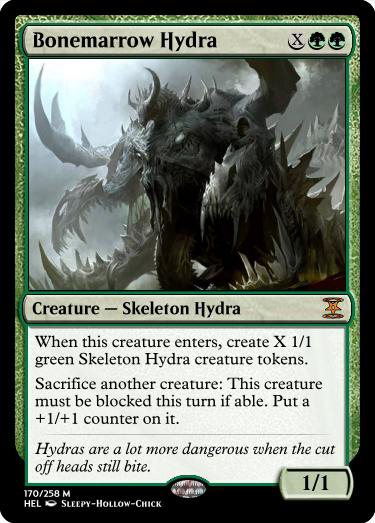 Bonemarrow Hydra X
Creature — Skeleton Hydra
When this creature enters, create X 1/1
green Skeleton Hydra creature tokens.
Sacrifice another creature: This creature
must be blocked this turn if able. Put a
+1/+1 counter on it.
Hydras are a lot more dangerous when the cut
off heads still bite.
1/1
170/258 M
HEL Sleepy-Hollow-Chick